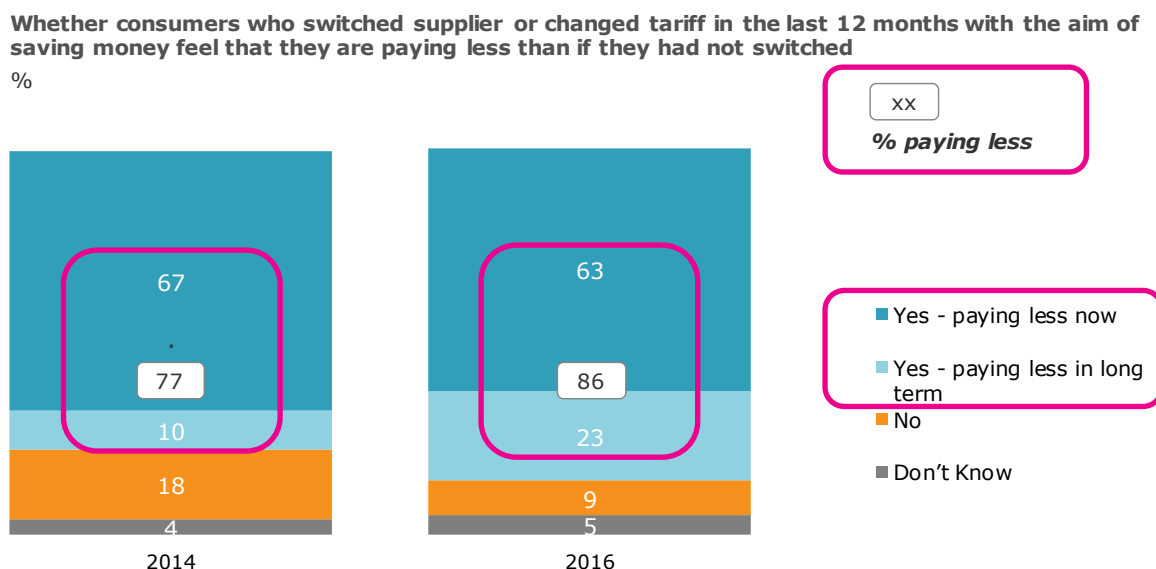 Whether consumers who switched supplier or changed tariff in the last 12 months with the aim of
saving money feel that they are paying less than if they had not switched
%
xx
% paying less
67
.
77
10
18
4
2014
63
86
23
9
5
2016
Yes - paying less now
Yes - paying less in long
term
No
Don’t Know